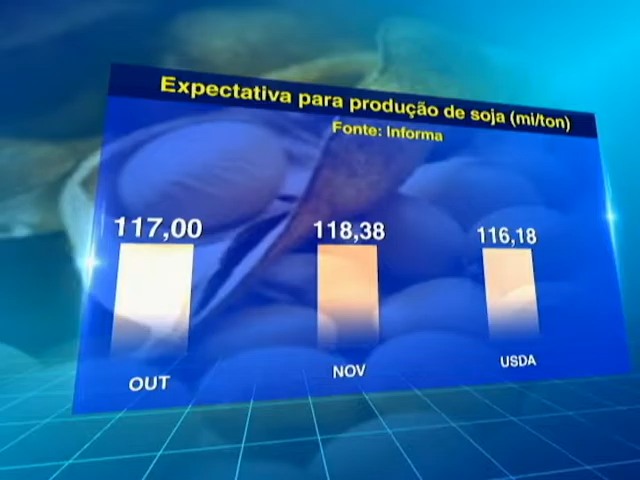 Expectativa para produção de soja (mi/ton)
Fonte: Informa
117,00 118,38 116,18
OUT NOV USDA